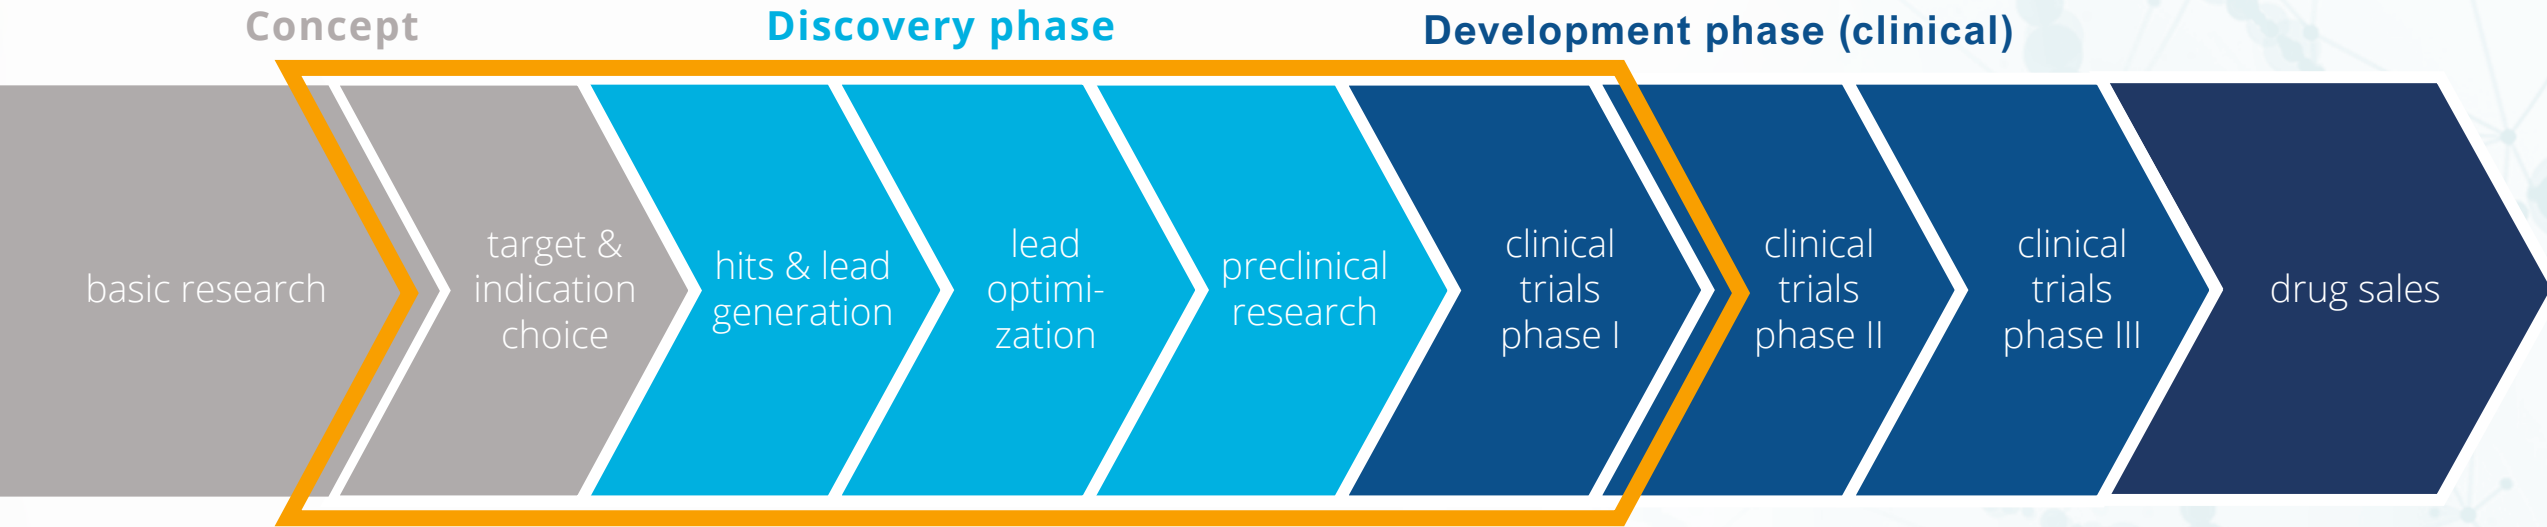 Concept
Discovery phase
Development phase (clinical)
basic research
target &
indication
choice
hits & lead
generation
lead
optimi-
zation
preclinical
research
clinical
trials
phase I
clinical
trials
phase II
clinical
trials
phase III
drug sales